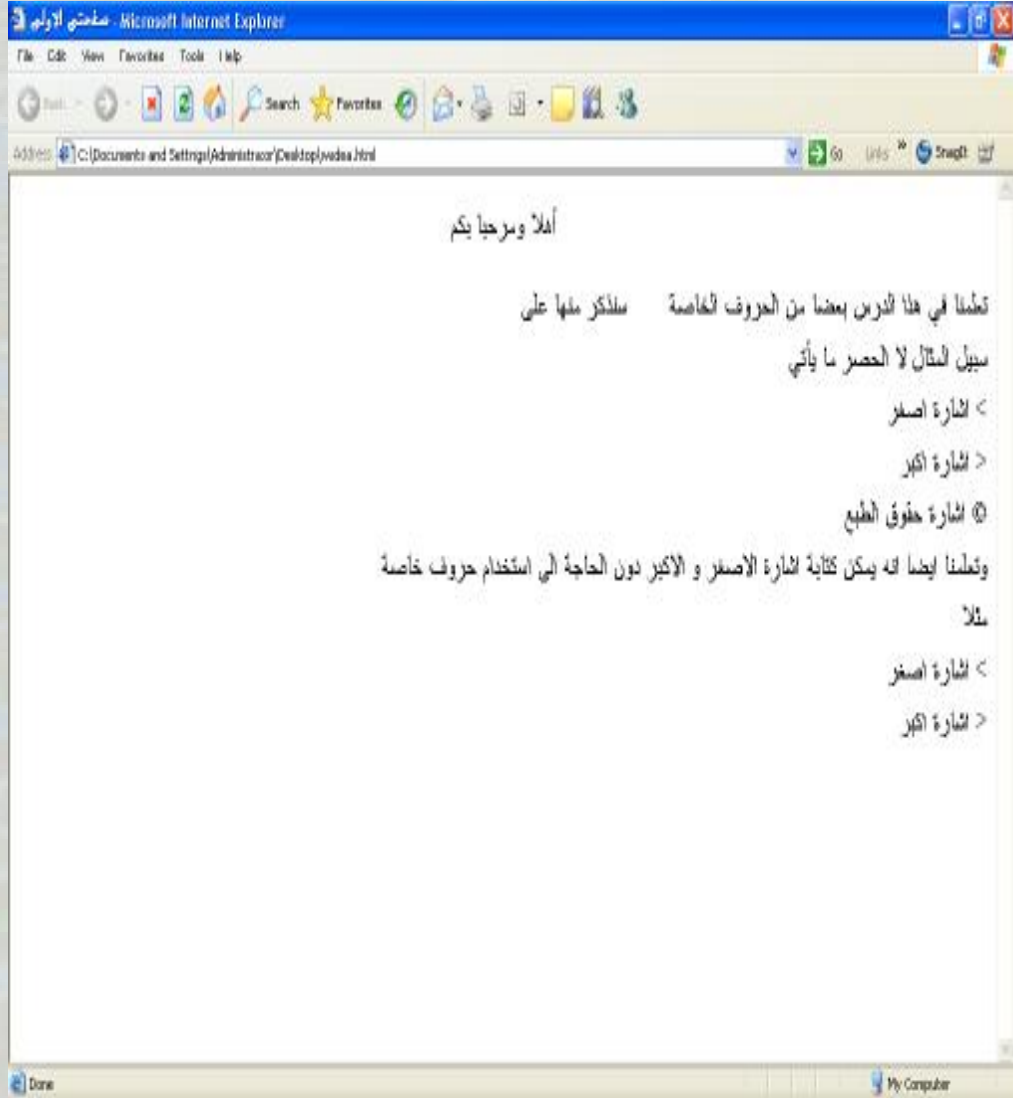 صفحتي الاولى - Microsoft Internet Explorer
File Edit View Favorites Tools Help
Back Search Favorites
Address C:\Documents and Settings\Administrator\Desktop\wedea.html Go Links » SnagIt
أهلا ومرحبا بكم
تعلمنا في هذا الدرس بعضا من الحروف الخاصة سنذكر منها على
سبيل المثال لا الحصر ما يأتي
< اشارة اصغر
> اشارة اكبر
© اشارة حقوق الطبع
وتعلمنا ايضا انه يمكن كتابة اشارة الاصغر و الاكبر دون الحاجة الي استخدام حروف خاصة
مثلا
< اشارة اصغر
> اشارة اكبر
Done My Computer